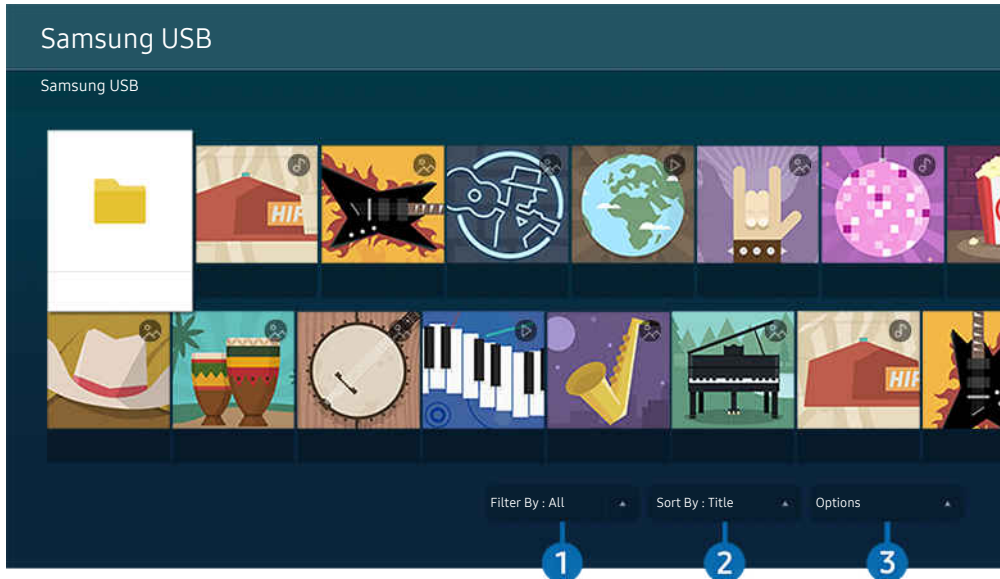 Samsung USB
Samsung USB
HIF
HIF
Filter By : All
Sort By : Title
Options
1
2
3